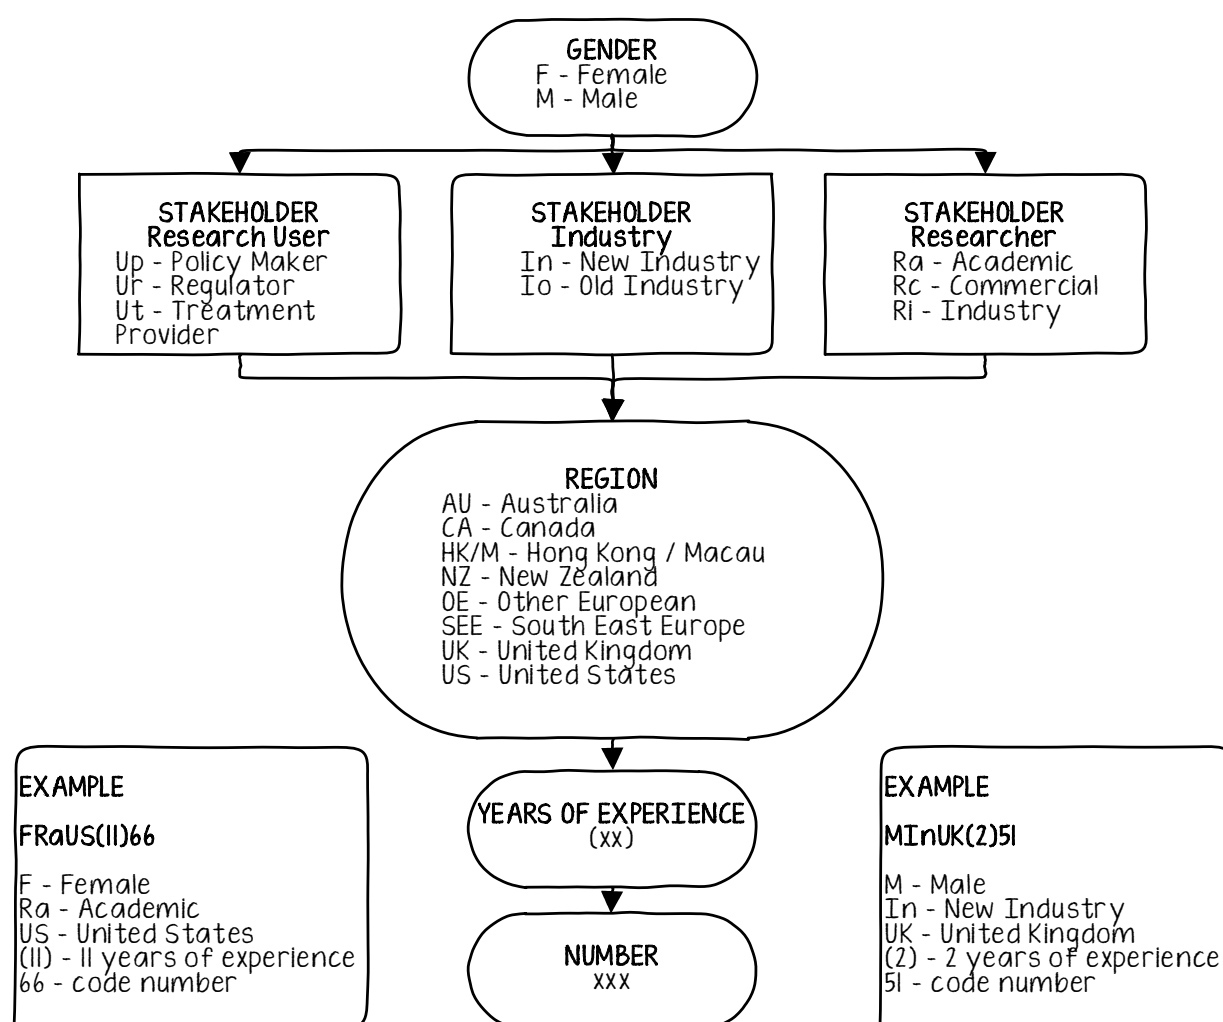 GENDER
F - Female
M - Male
STAKEHOLDER
Research User
Up - Policy Maker
Ur - Regulator
Ut - Treatment
Provider
STAKEHOLDER
Industry
In - New Industry
Io - Old Industry
STAKEHOLDER
Researcher
Ra - Academic
Rc - Commercial
Ri - Industry
REGION
AU - Australia
CA - Canada
HK/M - Hong Kong / Macau
NZ - New Zealand
OE - Other European
SEE - South East Europe
UK - United Kingdom
US - United States
EXAMPLE
FRaUS(11)66
F - Female
Ra - Academic
US - United States
(11) - 11 years of experience
66 - code number
YEARS OF EXPERIENCE
(xx)
NUMBER
xxx
EXAMPLE
MInUK(2)51
M - Male
In - New Industry
UK - United Kingdom
(2) - 2 years of experience
51 - code number